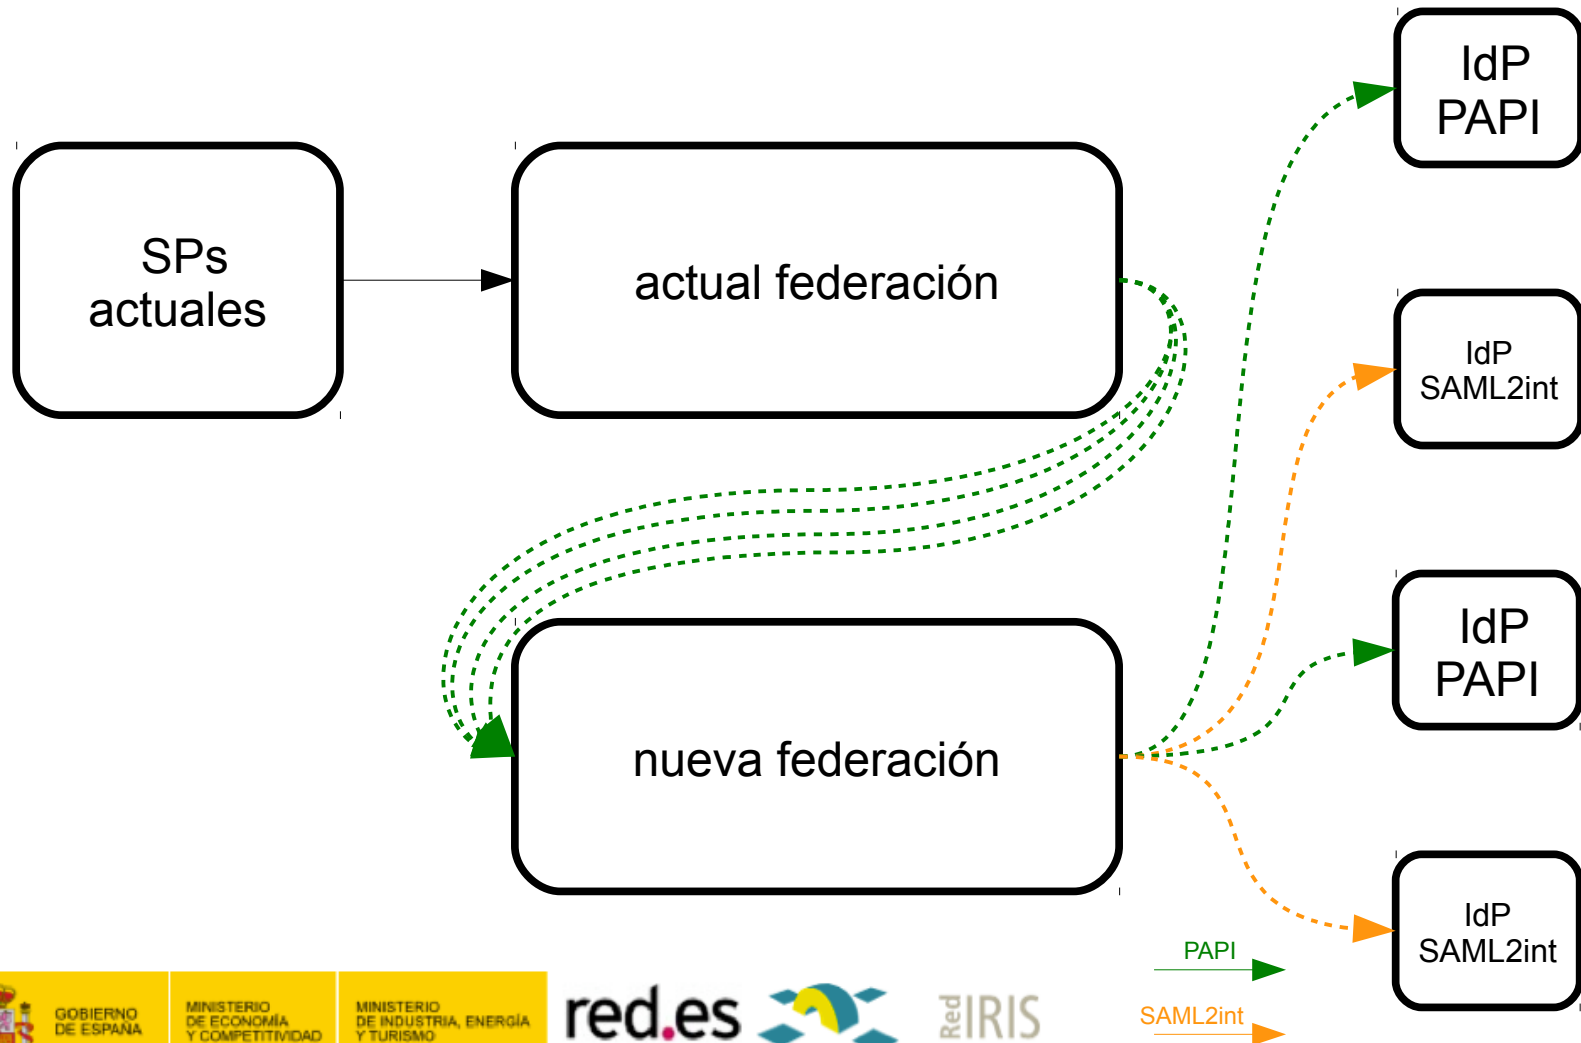 IdP
PAPI
SPs
actuales
actual federación
IdP
SAML2int
IdP
PAPI
nueva federación
IdP
SAML2int
PAPI
SAML2int
GOBIERNO
DE ESPAÑA
MINISTERIO
DE ECONOMÍA
Y COMPETITIVIDAD
MINISTERIO
DE INDUSTRIA, ENERGÍA
Y TURISMO
red.es
Red
IRIS